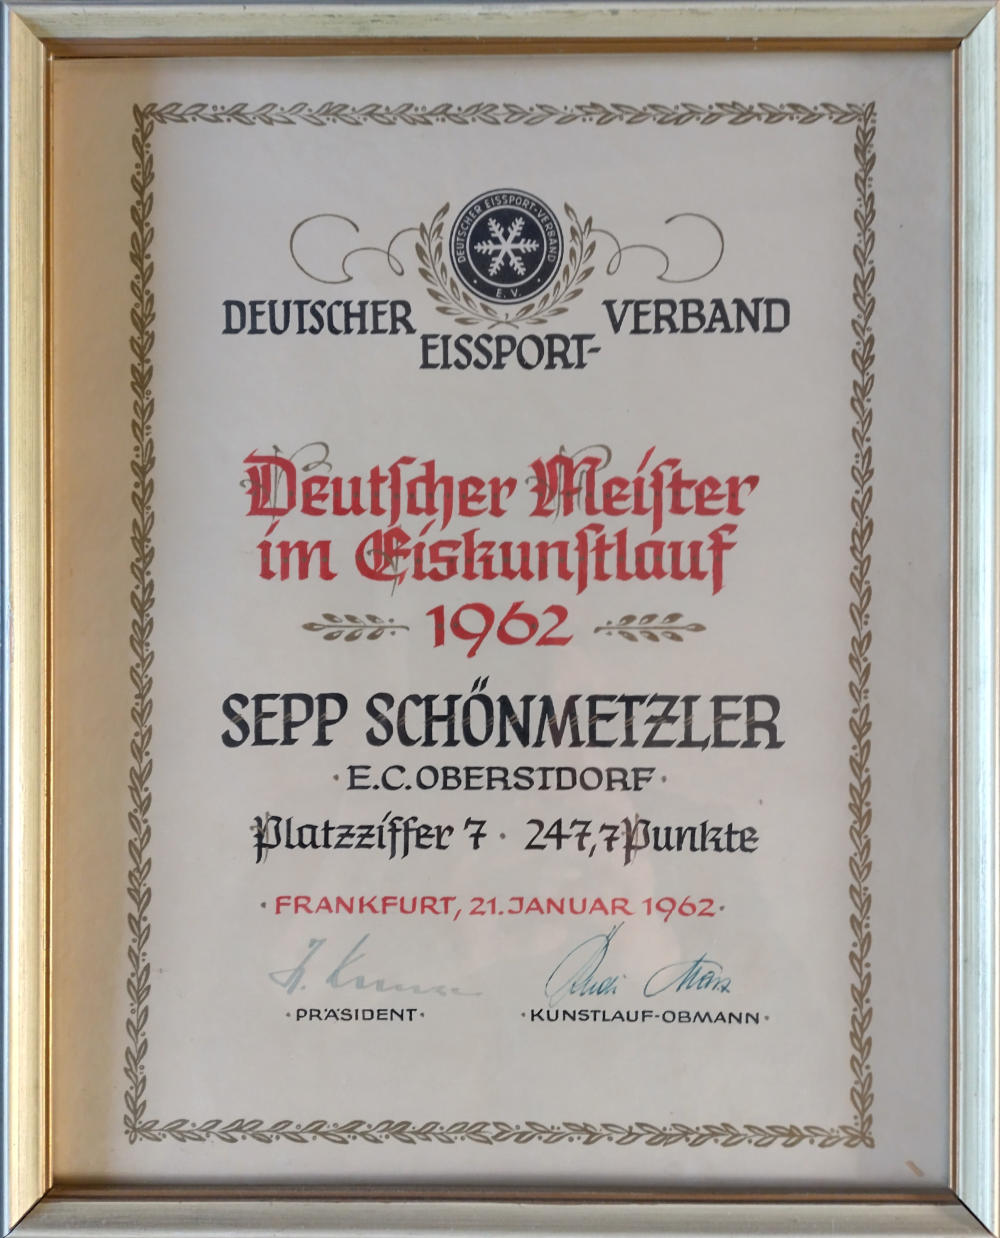 DEUTSCHER EISSPORT-VERBAND
E. V.
DEUTSCHER EISSPORT- VERBAND
Deutſcher Meiſter
im Eiskunſtlauf
1962
SEPP SCHÖNMETZLER
· E.C. OBERSTDORF ·
Platzziffer 7 · 247,7 Punkte
· FRANKFURT, 21. JANUAR 1962 ·
· PRÄSIDENT · · KUNSTLAUF-OBMANN ·